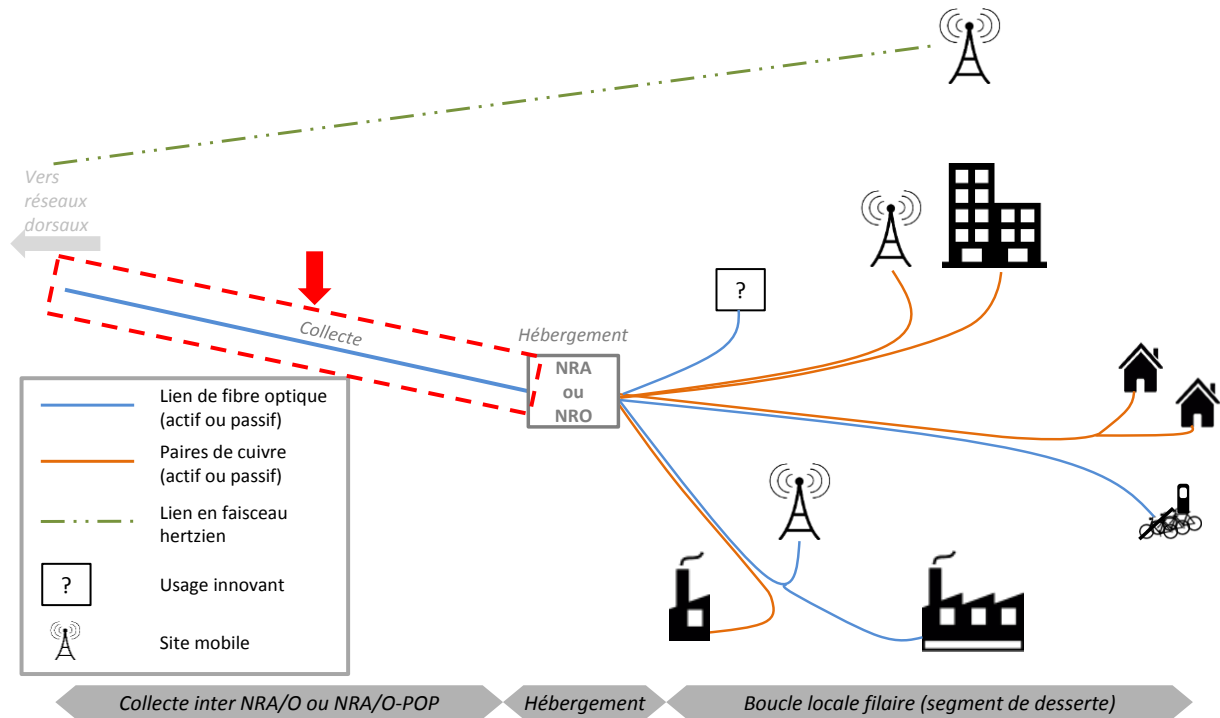 Vers
réseaux
dorsaux
?
Collecte
Hébergement
NRA
ou
NRO
Lien de fibre optique
(actif ou passif)
Paires de cuivre
(actif ou passif)
Lien en faisceau
hertzien
?
Usage innovant
Site mobile
Collecte inter NRA/O ou NRA/O-POP
Hébergement
Boucle locale filaire (segment de desserte)